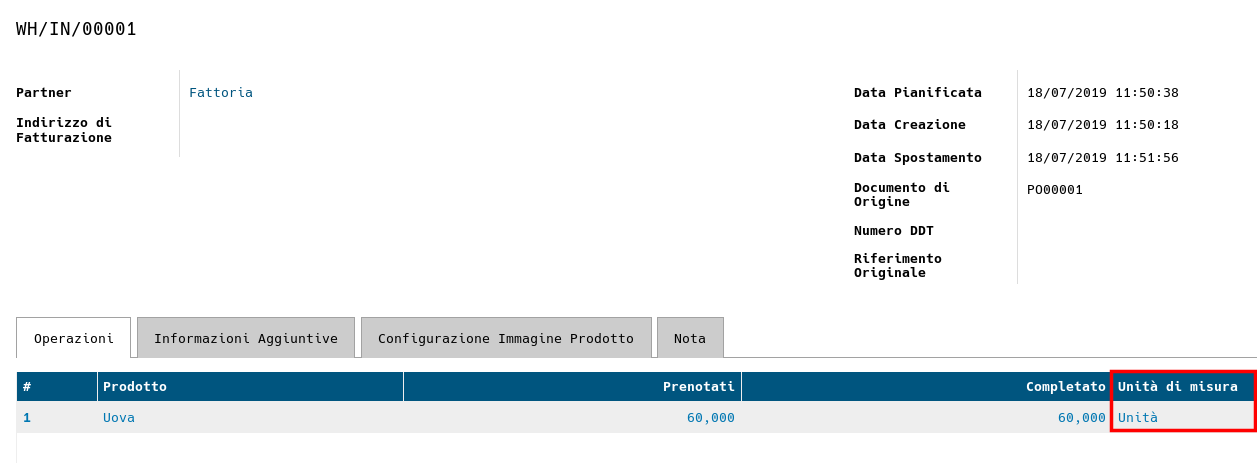 WH/IN/00001
Partner
Fattoria
Indirizzo di
Fatturazione
Data Pianificata
18/07/2019 11:50:38
Data Creazione
18/07/2019 11:50:18
Data Spostamento
18/07/2019 11:51:56
Documento di
Origine
PO00001
Numero DDT
Riferimento
Originale
Operazioni
Informazioni Aggiuntive
Configurazione Immagine Prodotto
Nota
# Prodotto Prenotati Completato Unità di misura
1 Uova 60,000 60,000 Unità